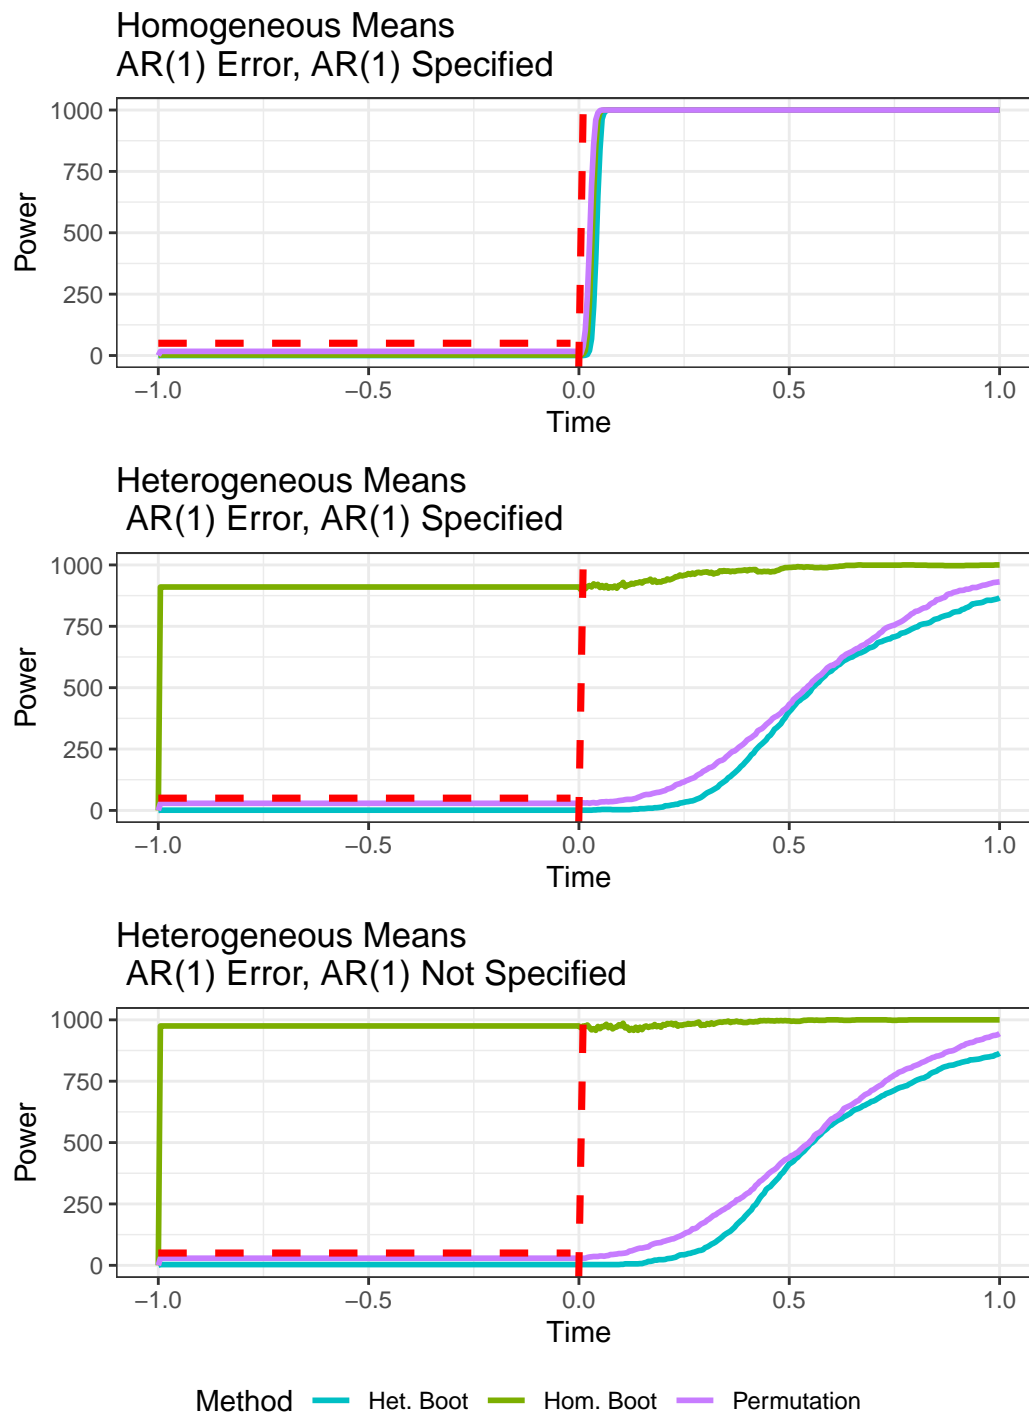 Homogeneous Means
AR(1) Error, AR(1) Specified
1000
750
500
250
0
Power
−1.0
−0.5
0.0
0.5
1.0
Time
Heterogeneous Means
AR(1) Error, AR(1) Specified
1000
750
500
250
0
Power
−1.0
−0.5
0.0
0.5
1.0
Time
Heterogeneous Means
AR(1) Error, AR(1) Not Specified
1000
750
500
250
0
Power
−1.0
−0.5
0.0
0.5
1.0
Time
Method Het. Boot Hom. Boot Permutation